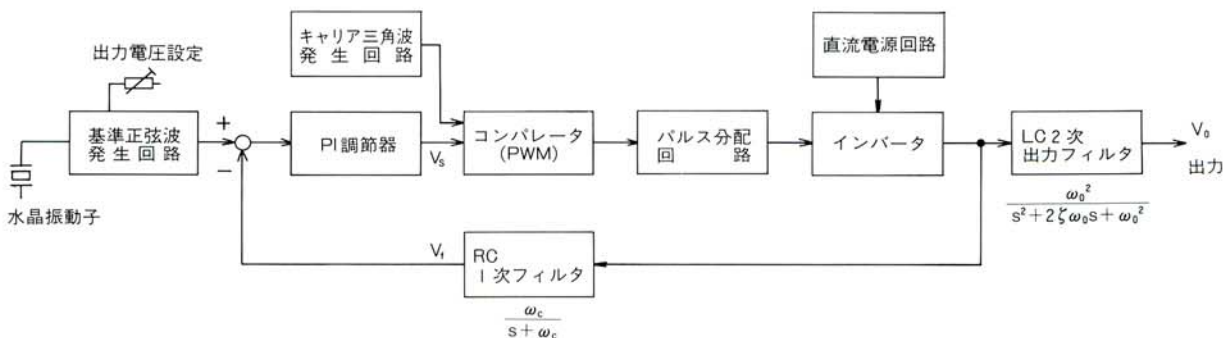 キャリア三角波
発生回路
直流電源回路
出力電圧設定
基準正弦波
発生回路
+
−
PI調節器
Vs
コンパレータ
(PWM)
パルス分配
回路
インバータ
LC2次
出力フィルタ
V0
出力
水晶振動子
ω0²
s²+2ζω0s+ω0²
Vf
RC
1次フィルタ
ωc
s+ωc